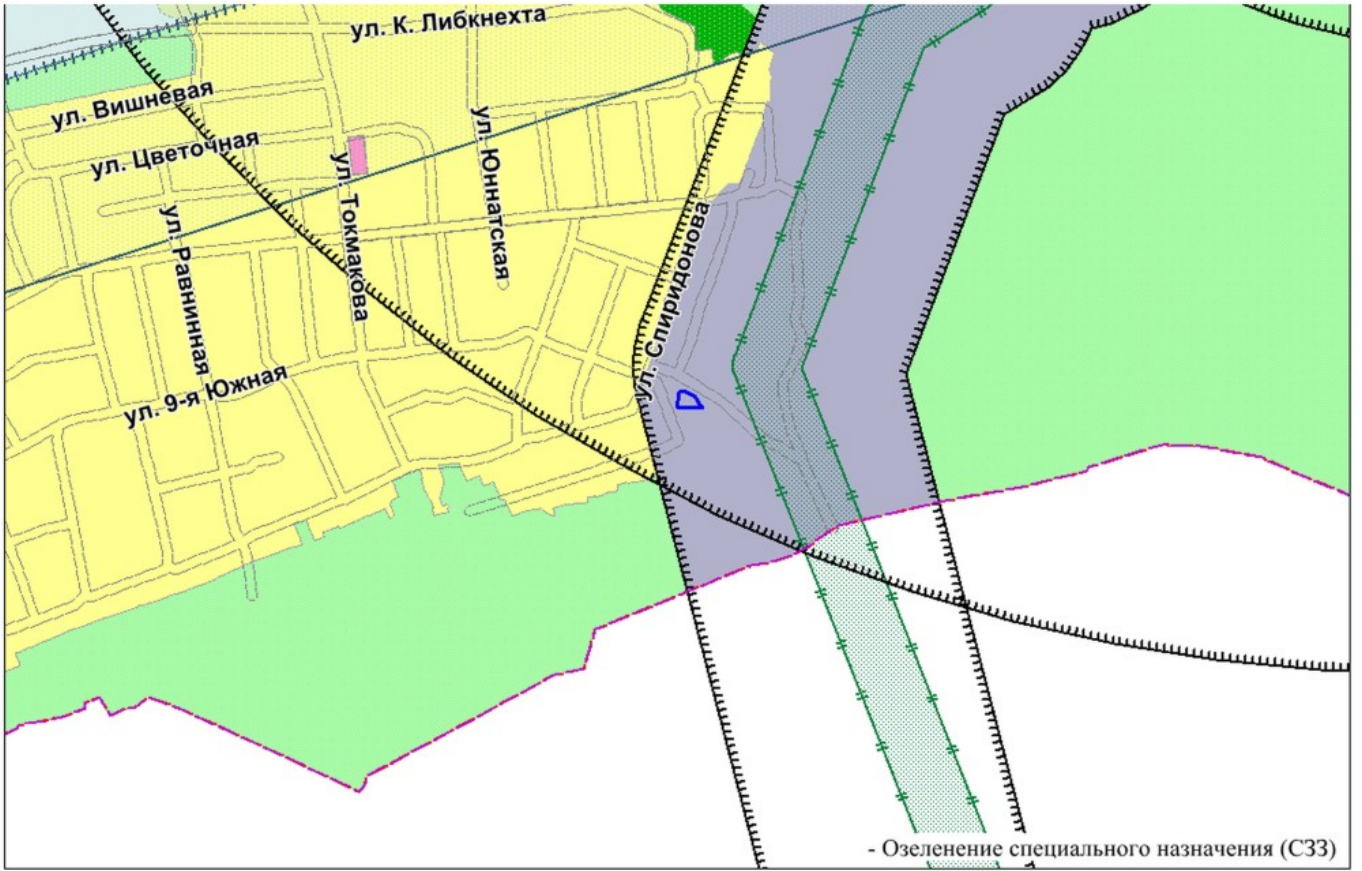 ул. К. Либкнехта
ул. Вишнёвая
ул. Цветочная
ул. Юннатская
ул. Токмакова
ул. Равнинная
ул. Спиридонова
ул. 9-я Южная
- Озеленение специального назначения (СЗЗ)